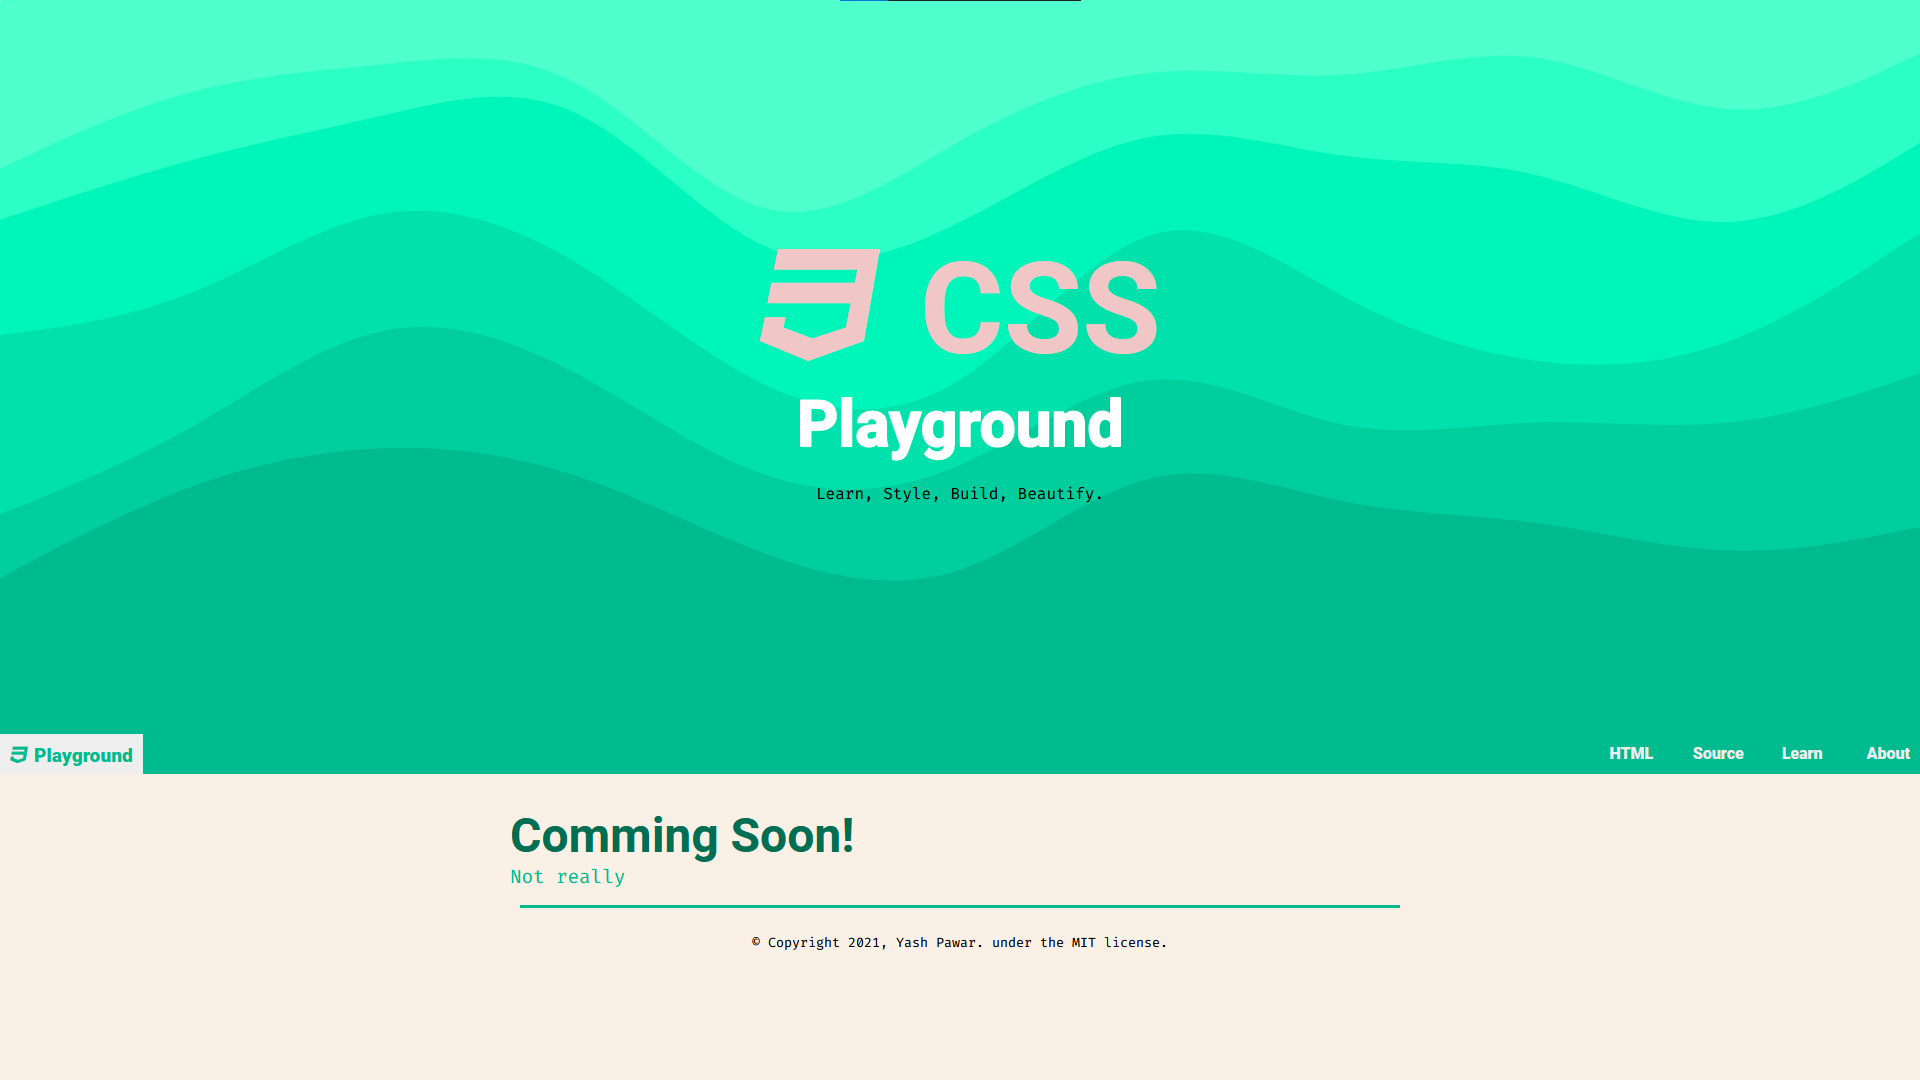 CSS
Playground
Learn, Style, Build, Beautify.
Playground HTML Source Learn About
Comming Soon!
Not really
© Copyright 2021, Yash Pawar. under the MIT license.